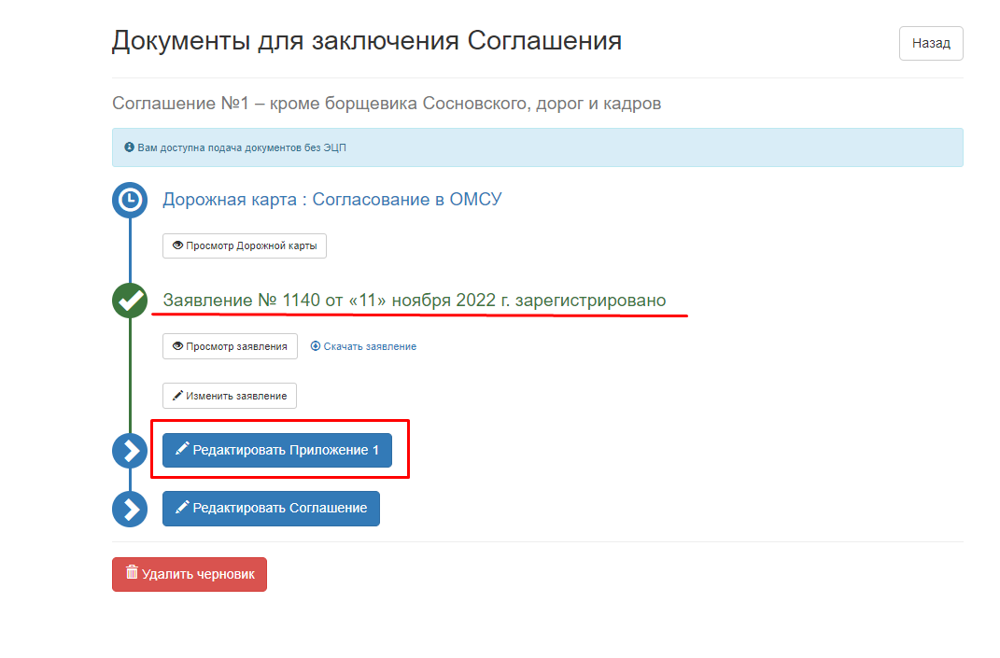 Документы для заключения Соглашения
Назад
Соглашение №1 – кроме борщевика Сосновского, дорог и кадров
Вам доступна подача документов без ЭЦП
Дорожная карта : Согласование в ОМСУ
Просмотр Дорожной карты
Заявление № 1140 от «11» ноября 2022 г. зарегистрировано
Просмотр заявления Скачать заявление
Изменить заявление
Редактировать Приложение 1
Редактировать Соглашение
Удалить черновик